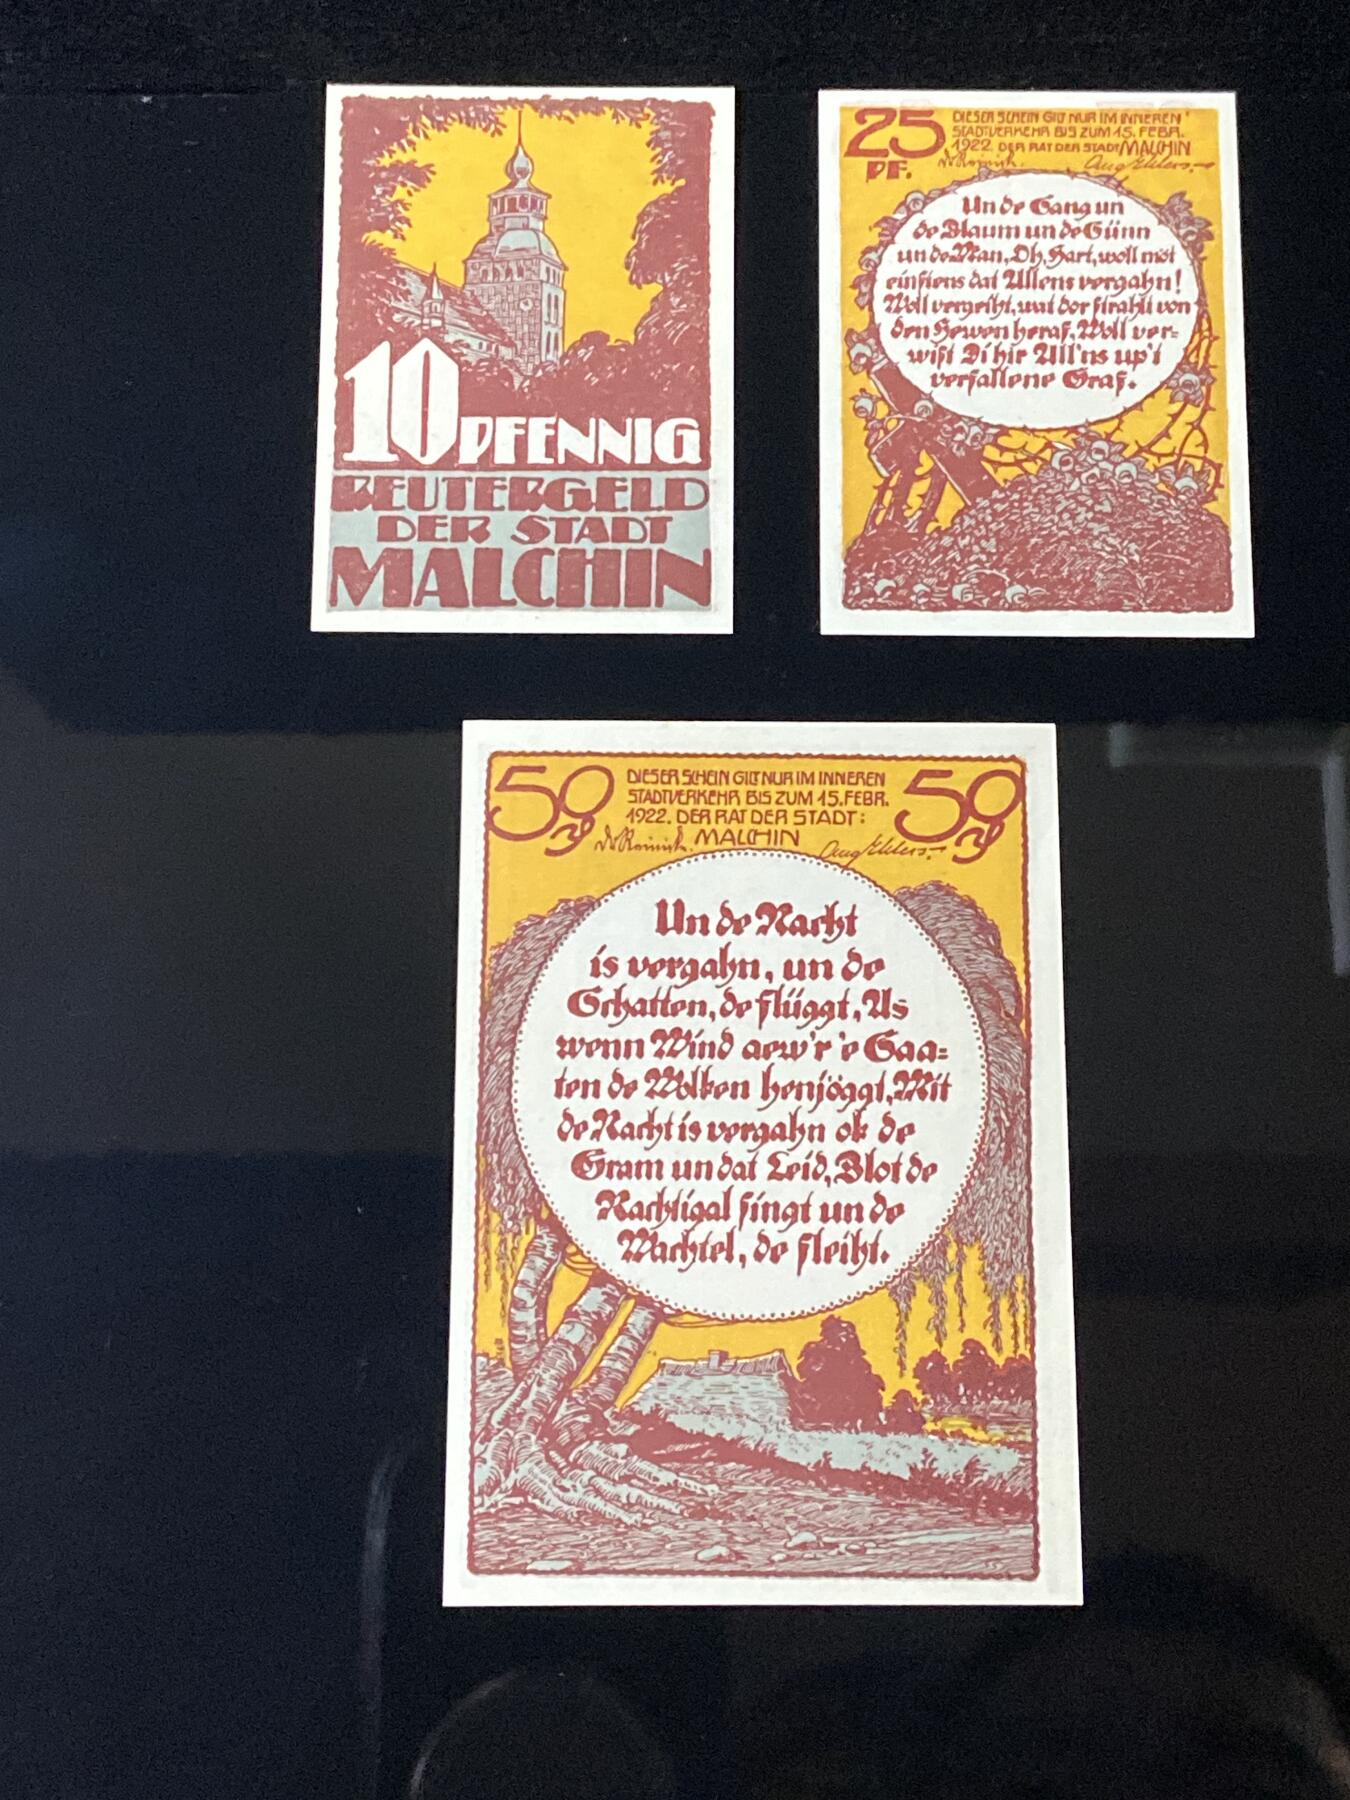 10 PFENNIG
REUTERGELD
DER STADT
MALCHIN
25
PF.
DIESER SCHEIN GILT NUR IM INNEREN
STADTVERKEHR BIS ZUM 15. FEBR.
1922. DER RAT DER STADT MALCHIN
Un de Gang un
de Blaum un de Günn
un de Man, Oh, Hart, woll möt
einstens dat Allens vergahn!
Woll vergeiht, wat dor strahlt von
den Hewen heraf, Woll ver-
wißt Di hir All'ns up't
verfallene Graf.
50
DIESER SCHEIN GILT NUR IM INNEREN
STADTVERKEHR BIS ZUM 15. FEBR.
1922. DER RAT DER STADT:
MALCHIN
50
Un de Nacht
is vergahn, un de
Schatten, de flüggt, As
wenn Wind aew'r 'e Saa-
ten de Wolken henjöggt, Mit
de Nacht is vergahn ok de
Gram un dat Leid, Blot de
Nachtigal singt un de
Wachtel, de fleiht.